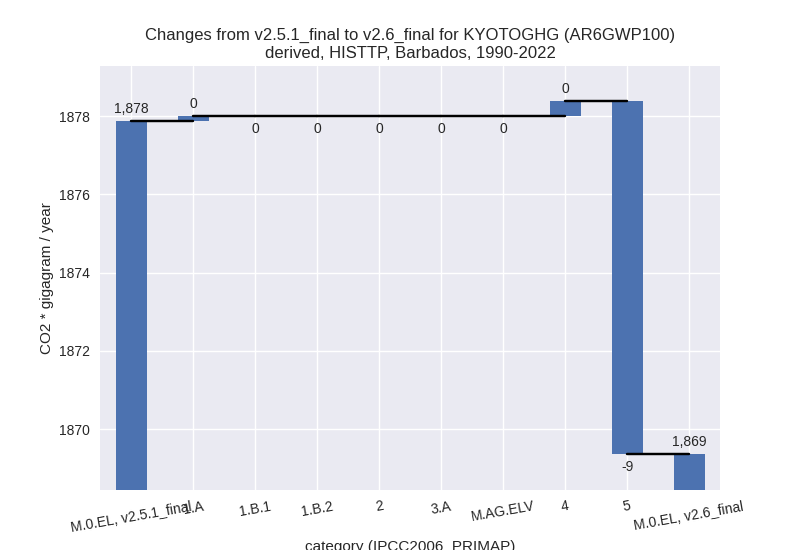 Changes from v2.5.1_final to v2.6_final for KYOTOGHG (AR6GWP100)
derived, HISTTP, Barbados, 1990-2022
CO2 * gigagram / year
1878
1876
1874
1872
1870
1,878
0
0
0
0
0
0
0
-9
1,869
M.0.EL, v2.5.1_final
1.A
1.B.1
1.B.2
2
3.A
M.AG.ELV
4
5
M.0.EL, v2.6_final
category (IPCC2006_PRIMAP)